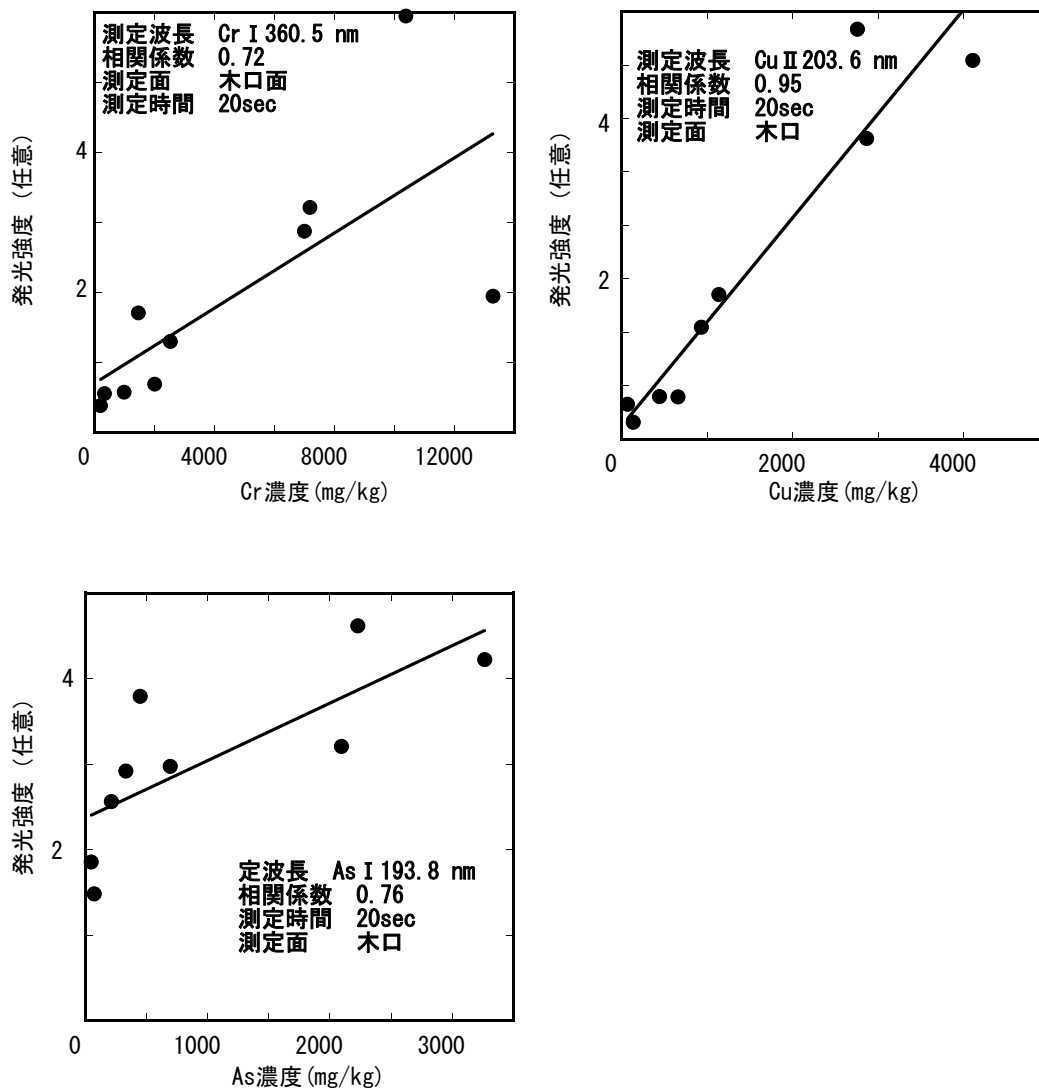 測定波長 Cr Ⅰ 360.5 nm
相関係数 0.72
測定面 木口面
測定時間 20sec
発光強度（任意）
4
2
0 4000 8000 12000
Cr濃度(mg/kg)
測定波長 Cu Ⅱ 203.6 nm
相関係数 0.95
測定時間 20sec
測定面 木口
発光強度（任意）
4
2
0 2000 4000
Cu濃度(mg/kg)
発光強度（任意）
4
2
定波長 As Ⅰ 193.8 nm
相関係数 0.76
測定時間 20sec
測定面 木口
0 1000 2000 3000
As濃度(mg/kg)